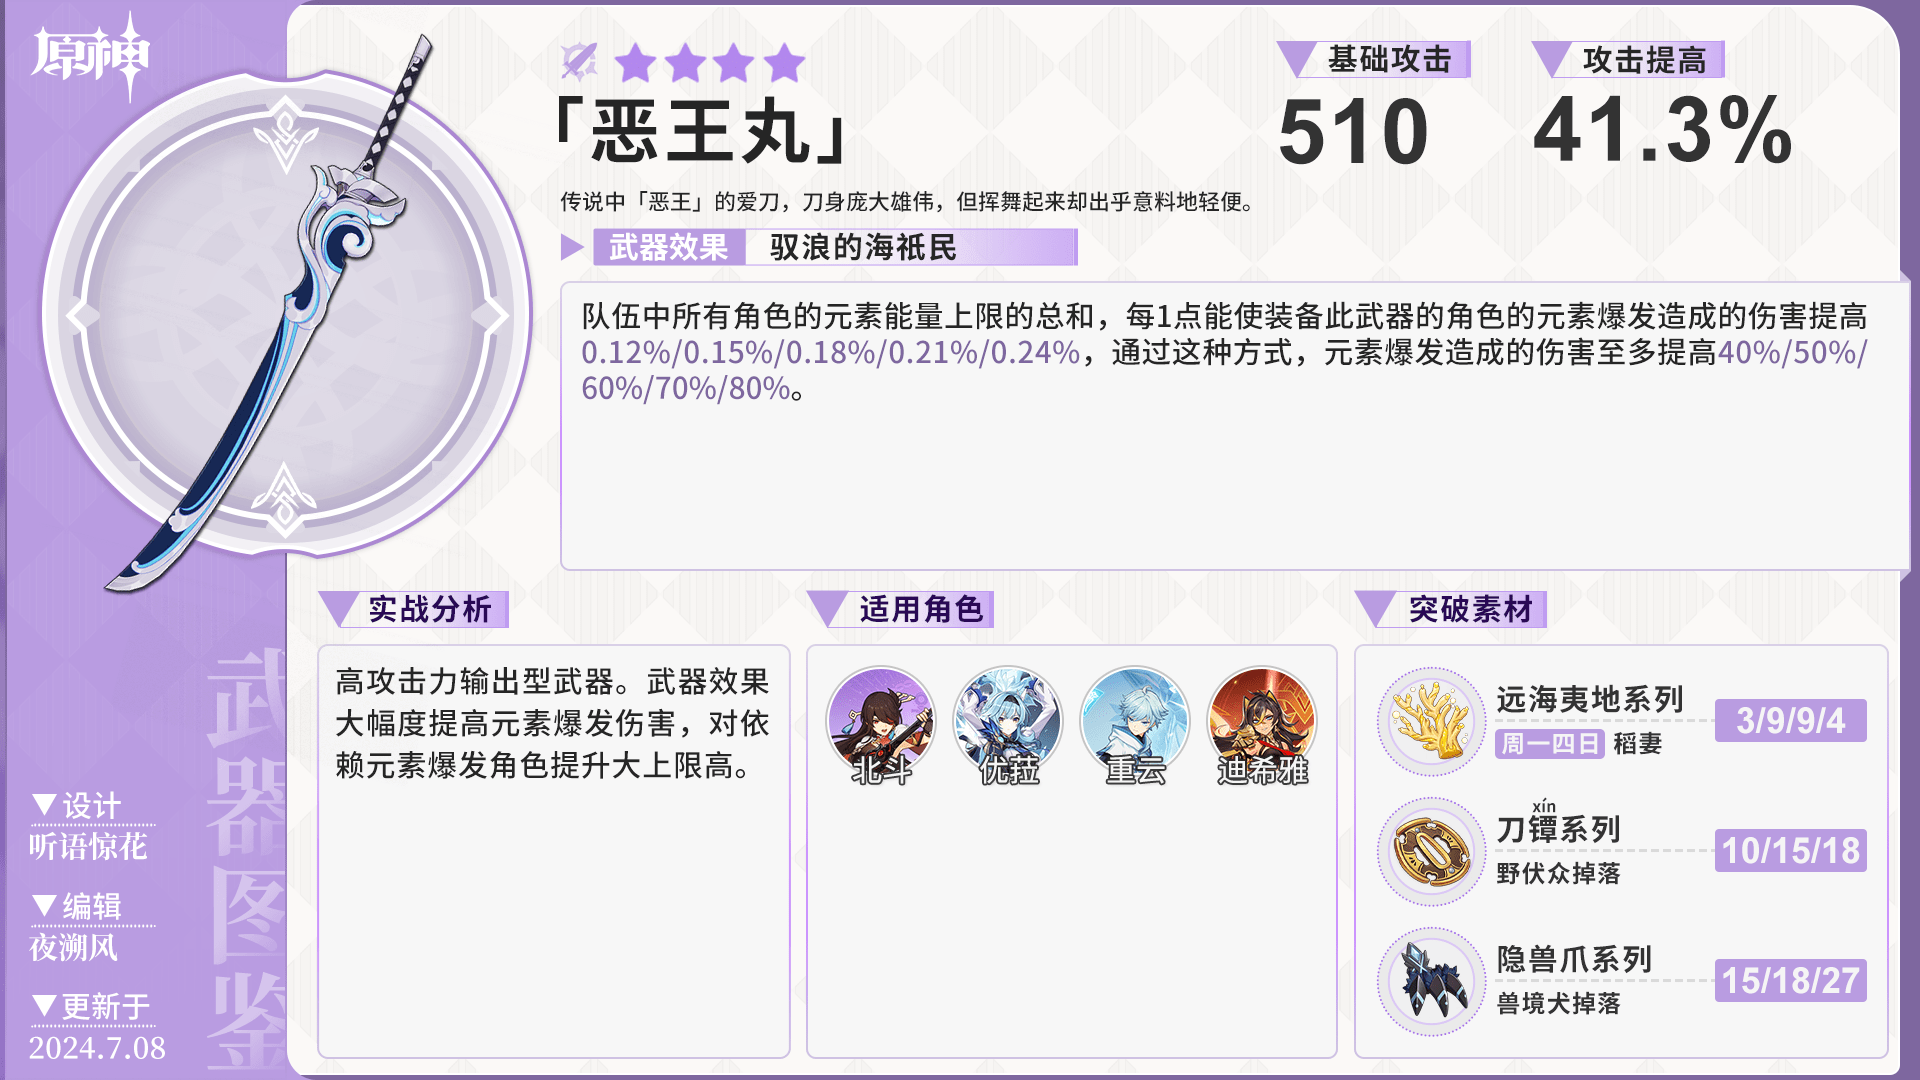 原神
「恶王丸」
基础攻击
510
攻击提高
41.3%
传说中「恶王」的爱刀，刀身庞大雄伟，但挥舞起来却出乎意料地轻便。
武器效果 驭浪的海祇民
队伍中所有角色的元素能量上限的总和，每1点能使装备此武器的角色的元素爆发造成的伤害提高
0.12%/0.15%/0.18%/0.21%/0.24%，通过这种方式，元素爆发造成的伤害至多提高40%/50%/
60%/70%/80%。
实战分析
高攻击力输出型武器。武器效果
大幅度提高元素爆发伤害，对依
赖元素爆发角色提升大上限高。
适用角色
北斗
优菈
重云
迪希雅
突破素材
远海夷地系列
周一四日 稻妻
3/9/9/4
xín
刀镡系列
野伏众掉落
10/15/18
隐兽爪系列
兽境犬掉落
15/18/27
武器图鉴
▼设计
听语惊花
▼编辑
夜溯风
▼更新于
2024.7.08